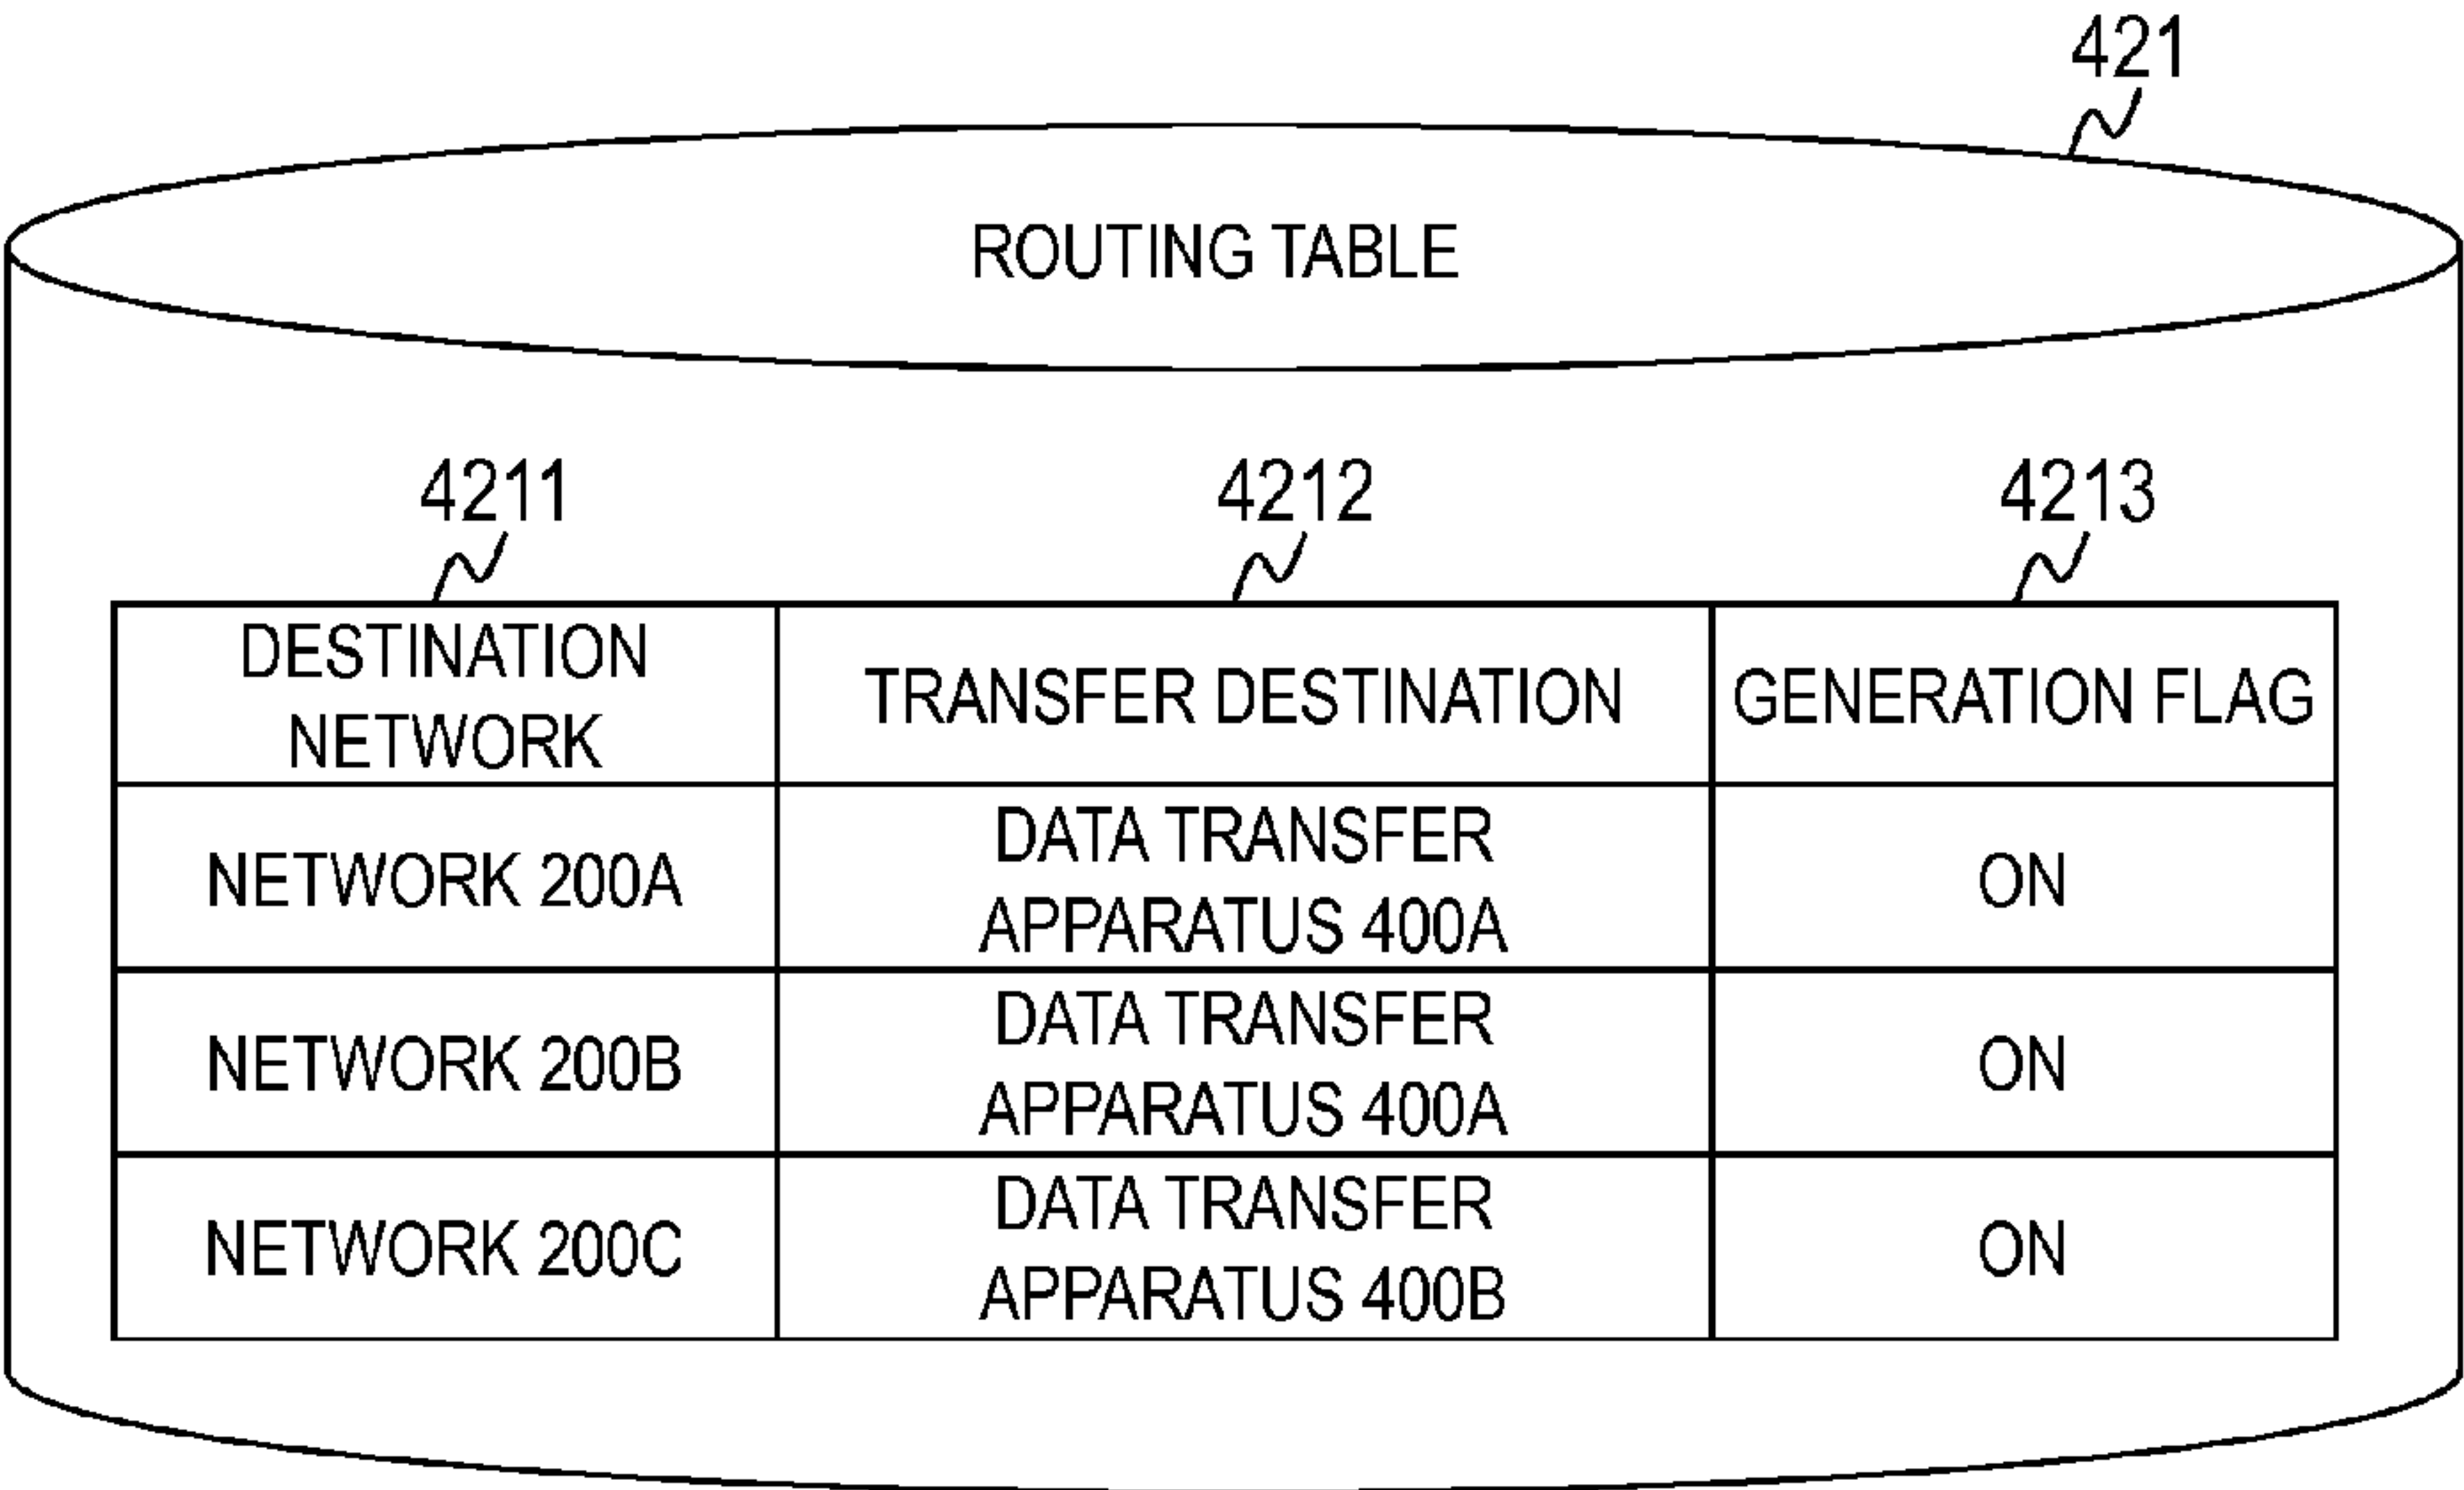 421
ROUTING TABLE
4211
4212
4213
DESTINATION
NETWORK
TRANSFER DESTINATION
GENERATION FLAG
NETWORK 200A
DATA TRANSFER
APPARATUS 400A
ON
NETWORK 200B
DATA TRANSFER
APPARATUS 400A
ON
NETWORK 200C
DATA TRANSFER
APPARATUS 400B
ON